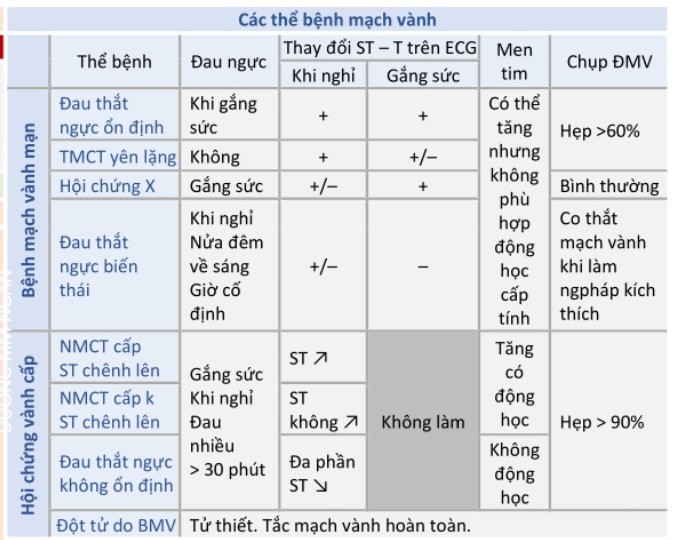 Các thể bệnh mạch vành
Thể bệnh
Đau ngực
Thay đổi ST – T trên ECG
Khi nghỉ
Gắng sức
Men
tim
Chụp ĐMV
Bệnh mạch vành mạn
Đau thắt
ngực ổn định
Khi gắng
sức
+
+
Có thể
tăng
nhưng
không
phù
hợp
động
học
cấp
tính
Hẹp >60%
TMCT yên lặng
Không
+
+/–
Hội chứng X
Gắng sức
+/–
+
Bình thường
Đau thắt
ngực biến
thái
Khi nghỉ
Nửa đêm
về sáng
Giờ cố
định
+/–
–
Co thắt
mạch vành
khi làm
ngpháp kích
thích
Hội chứng vành cấp
NMCT cấp
ST chênh lên
Gắng sức
Khi nghỉ
Đau
nhiều
> 30 phút
ST ↗
Không làm
Tăng
có
động
học
Hẹp > 90%
NMCT cấp k
ST chênh lên
ST
không ↗
Đau thắt ngực
không ổn định
Đa phần
ST ↘
Không
động
học
Đột tử do BMV
Tử thiết. Tắc mạch vành hoàn toàn.